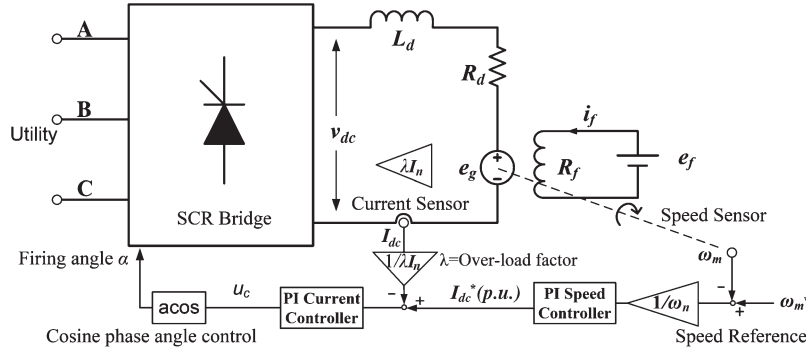 A
B
C
Utility
SCR Bridge
L_d
R_d
v_dc
λI_n
e_g
i_f
R_f
e_f
Current Sensor
Speed Sensor
I_dc
ω_m
Firing angle α
1/λI_n
λ=Over-load factor
acos
u_c
PI Current
Controller
I_dc*(p.u.)
PI Speed
Controller
1/ω_n
Cosine phase angle control
Speed Reference
− +
− +
+ −